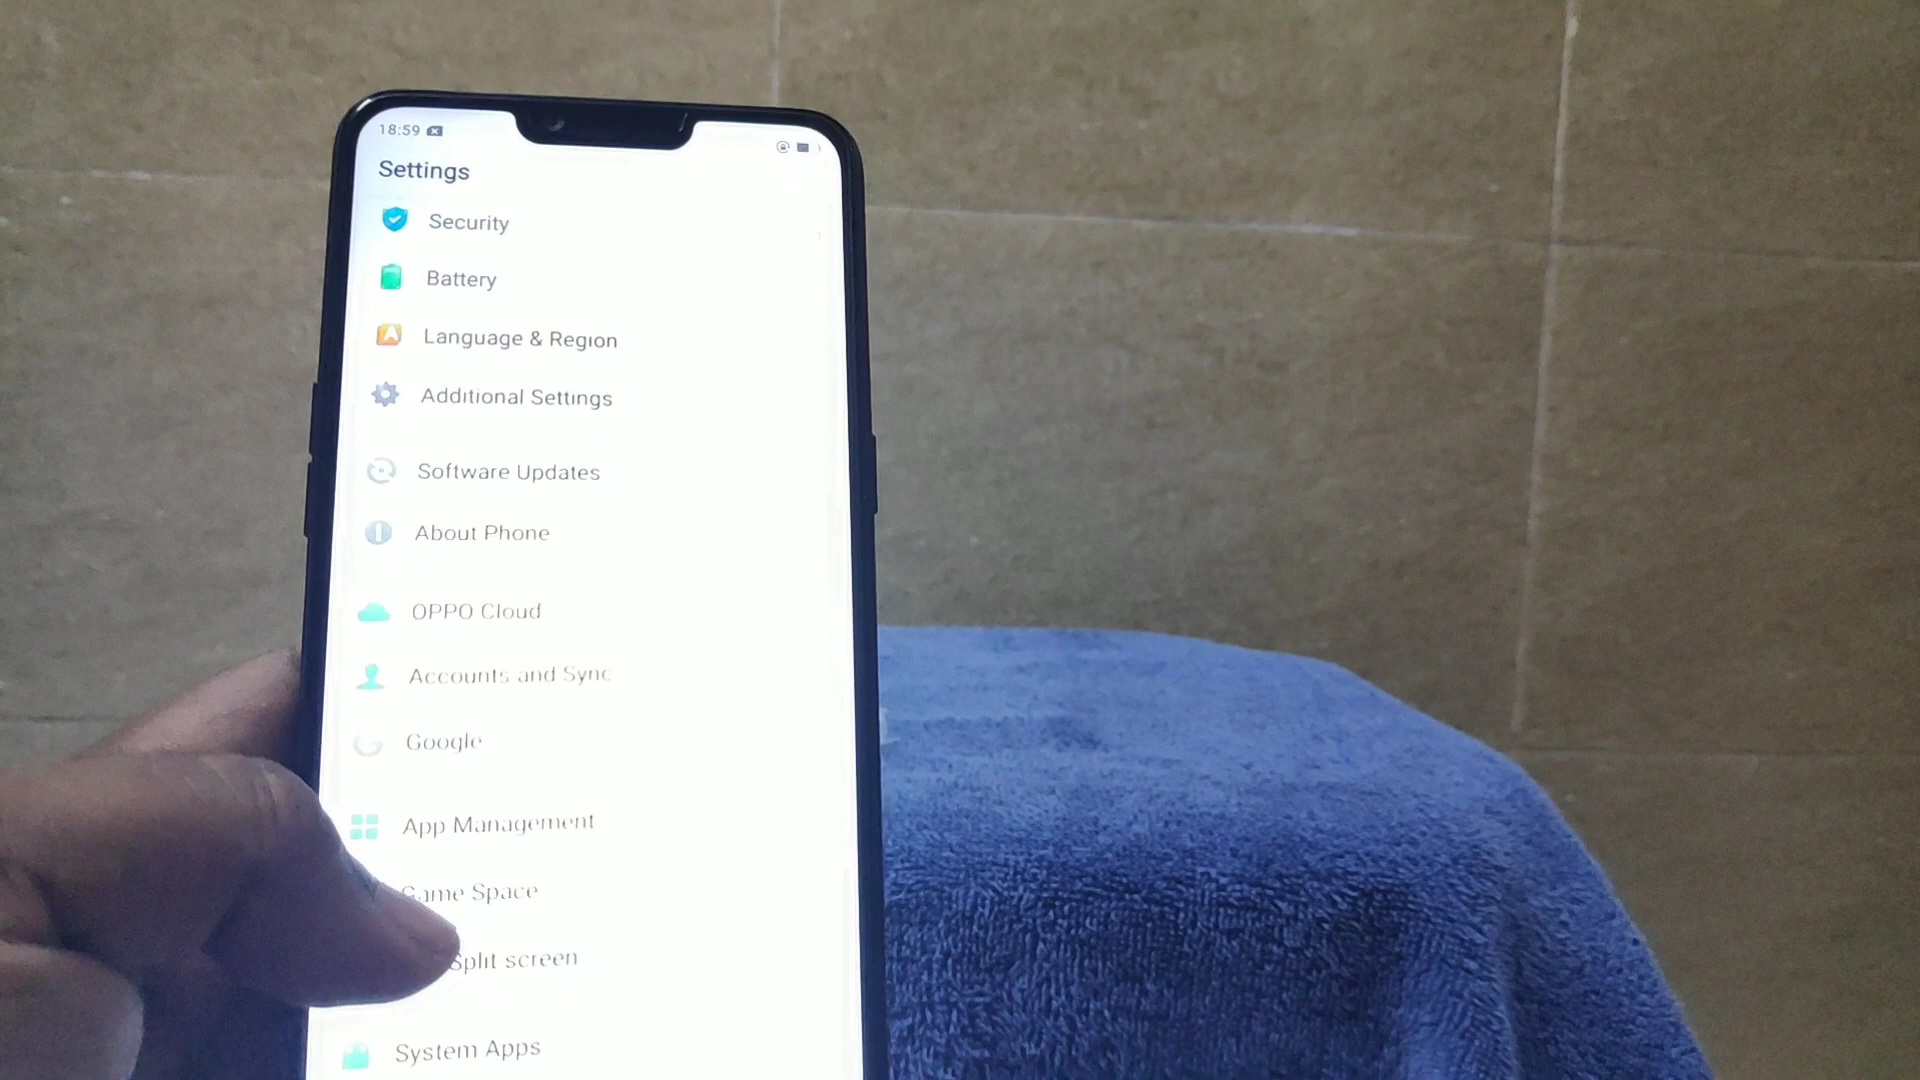 18:59
Settings
Security
Battery
Language & Region
Additional Settings
Software Updates
About Phone
OPPO Cloud
Accounts and Sync
Google
App Management
Game Space
Split screen
System Apps